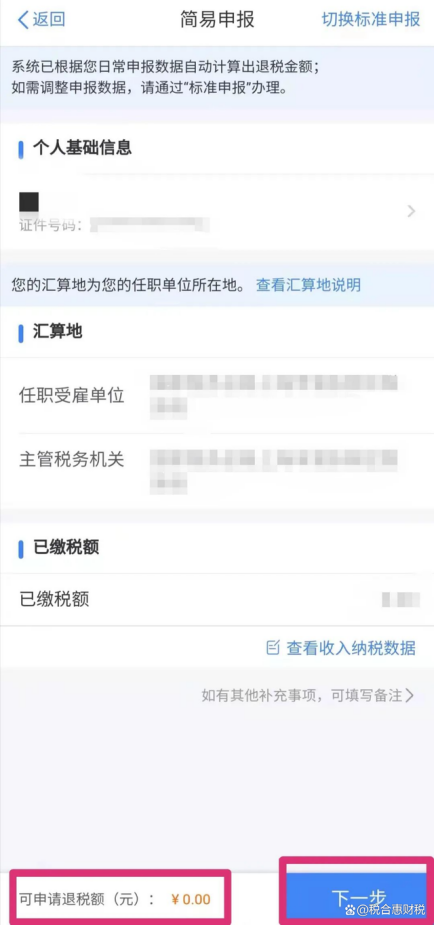 返回
简易申报
切换标准申报
系统已根据您日常申报数据自动计算出退税金额；
如需调整申报数据，请通过“标准申报”办理。
个人基础信息
证件号码：
您的汇算地为您的任职单位所在地。 查看汇算地说明
汇算地
任职受雇单位
主管税务机关
已缴税额
已缴税额
查看收入纳税数据
如有其他补充事项，可填写备注
可申请退税额（元）： ￥0.00
下一步
@税合惠财税